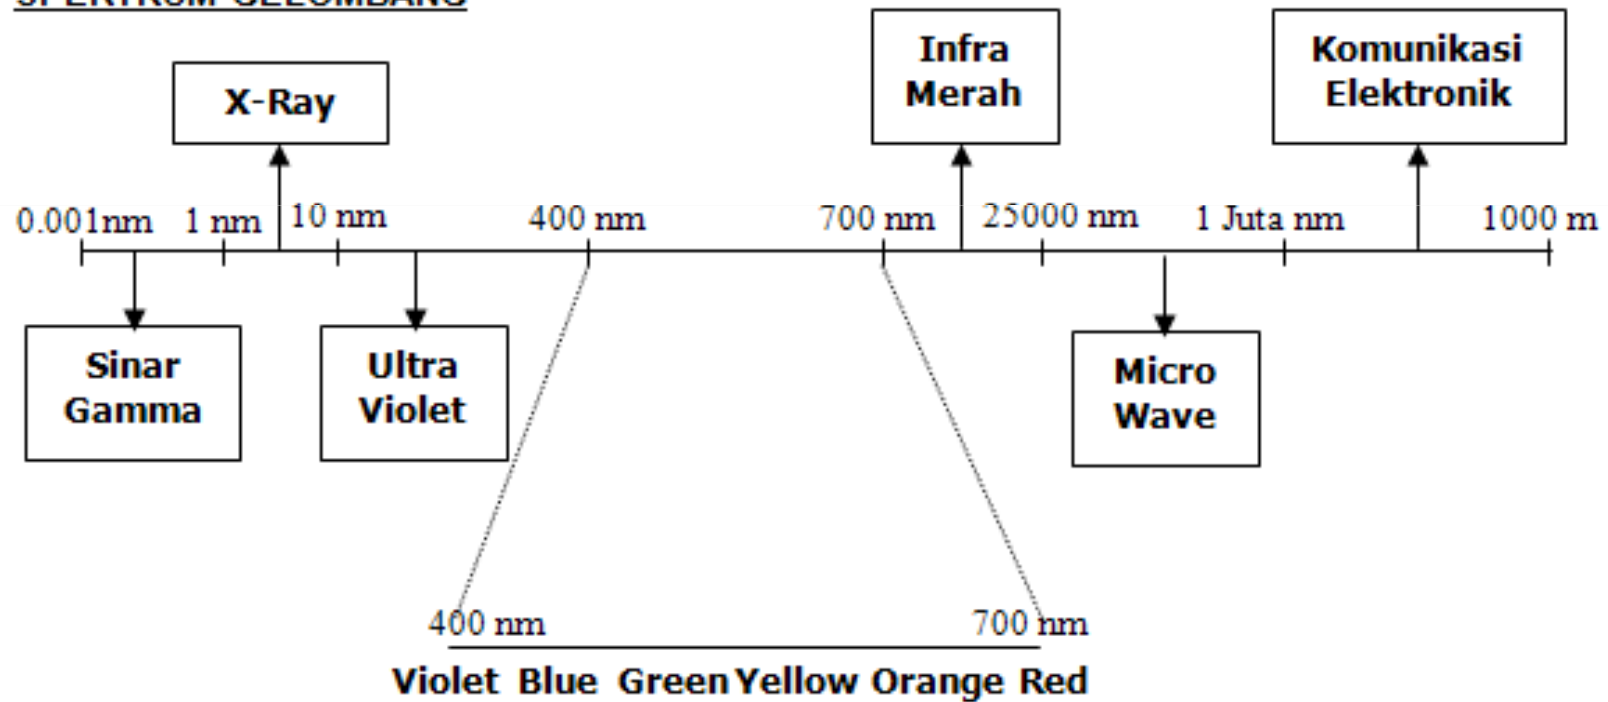 Infra
Merah
Komunikasi
Elektronik
X-Ray
0.001nm 1 nm 10 nm 400 nm 700 nm 25000 nm 1 Juta nm 1000 m
Sinar
Gamma
Ultra
Violet
Micro
Wave
400 nm 700 nm
Violet Blue Green Yellow Orange Red